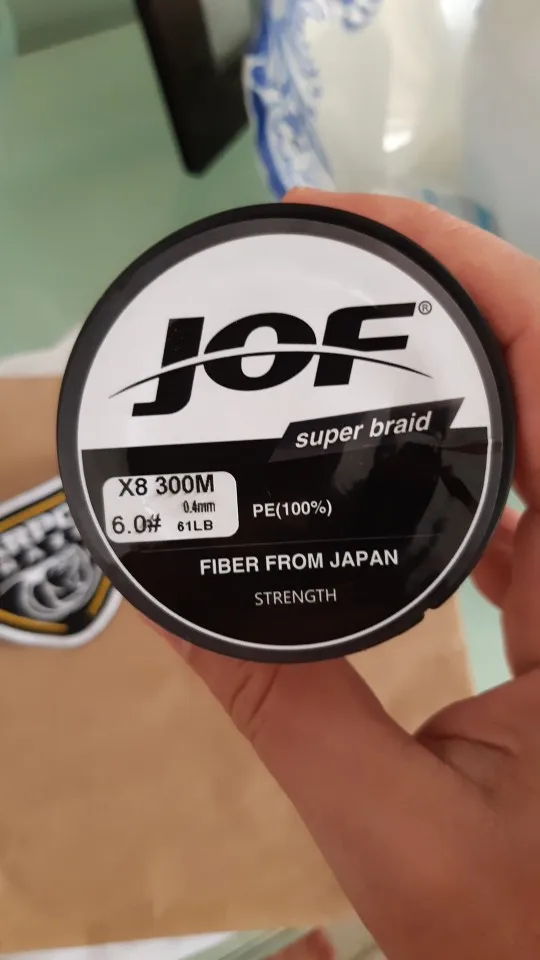 JOF®
super braid
X8 300M
0.4mm
6.0# 61LB
PE(100%)
FIBER FROM JAPAN
STRENGTH